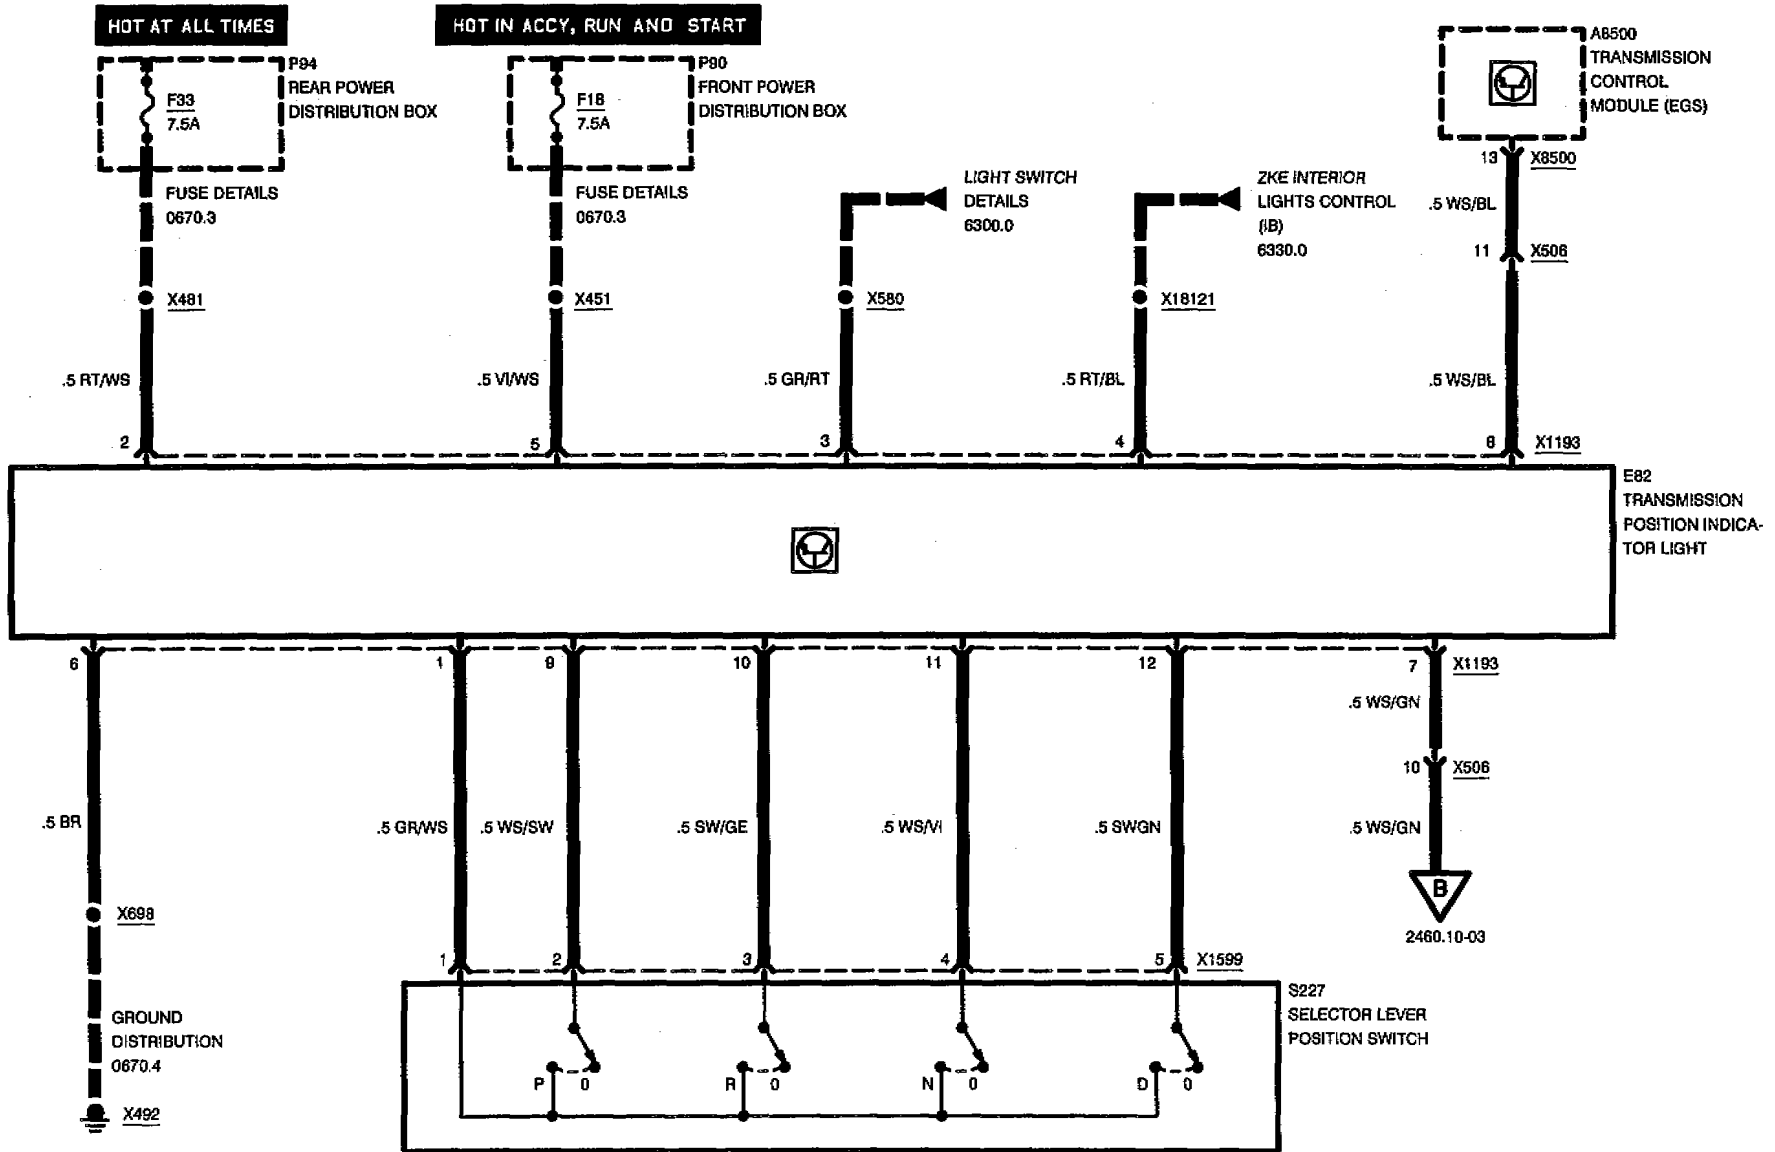 HOT AT ALL TIMES
HOT IN ACCY, RUN AND START
P94
REAR POWER
DISTRIBUTION BOX
F33
7.5A
FUSE DETAILS
0670.3
X481
.5 RT/WS
2
P90
FRONT POWER
DISTRIBUTION BOX
F18
7.5A
FUSE DETAILS
0670.3
X451
.5 VI/WS
5
LIGHT SWITCH
DETAILS
6300.0
X580
.5 GR/RT
3
ZKE INTERIOR
LIGHTS CONTROL
(IB)
6330.0
X18121
.5 RT/BL
4
A8500
TRANSMISSION
CONTROL
MODULE (EGS)
13 X8500
.5 WS/BL
11 X506
.5 WS/BL
8 X1193
E82
TRANSMISSION
POSITION INDICA-
TOR LIGHT
6
1
9
10
11
12
7 X1193
.5 WS/GN
10 X506
.5 BR
.5 GR/WS
.5 WS/SW
.5 SW/GE
.5 WS/VI
.5 SWGN
.5 WS/GN
B
2460.10-03
X698
GROUND
DISTRIBUTION
0670.4
X492
1
2
3
4
5 X1599
S227
SELECTOR LEVER
POSITION SWITCH
P 0
R 0
N 0
D 0